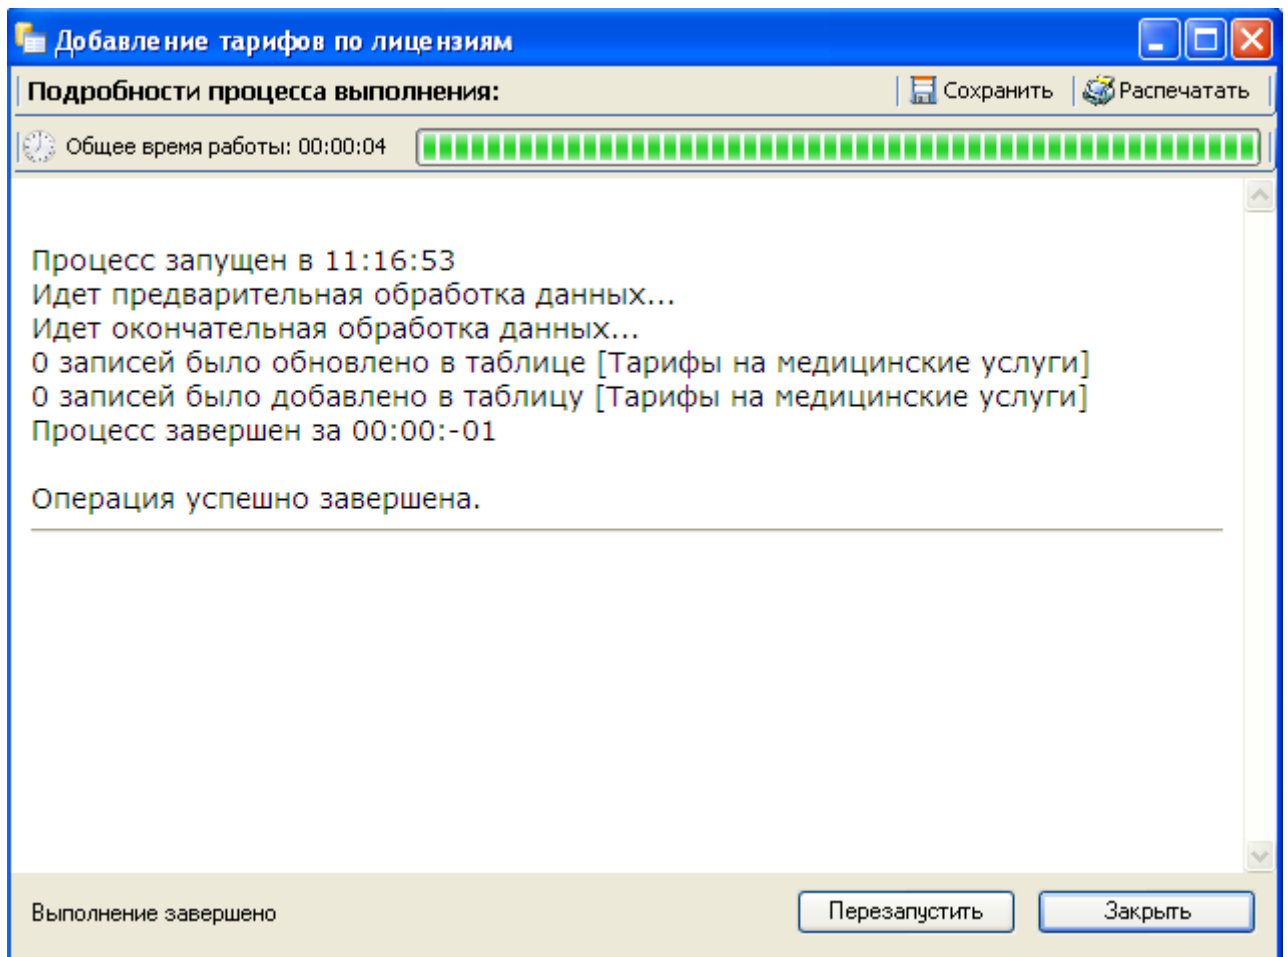 Добавление тарифов по лицензиям
Подробности процесса выполнения:
Сохранить
Распечатать
Общее время работы: 00:00:04
Процесс запущен в 11:16:53
Идет предварительная обработка данных...
Идет окончательная обработка данных...
0 записей было обновлено в таблице [Тарифы на медицинские услуги]
0 записей было добавлено в таблицу [Тарифы на медицинские услуги]
Процесс завершен за 00:00:-01
Операция успешно завершена.
Выполнение завершено
Перезапустить
Закрыть